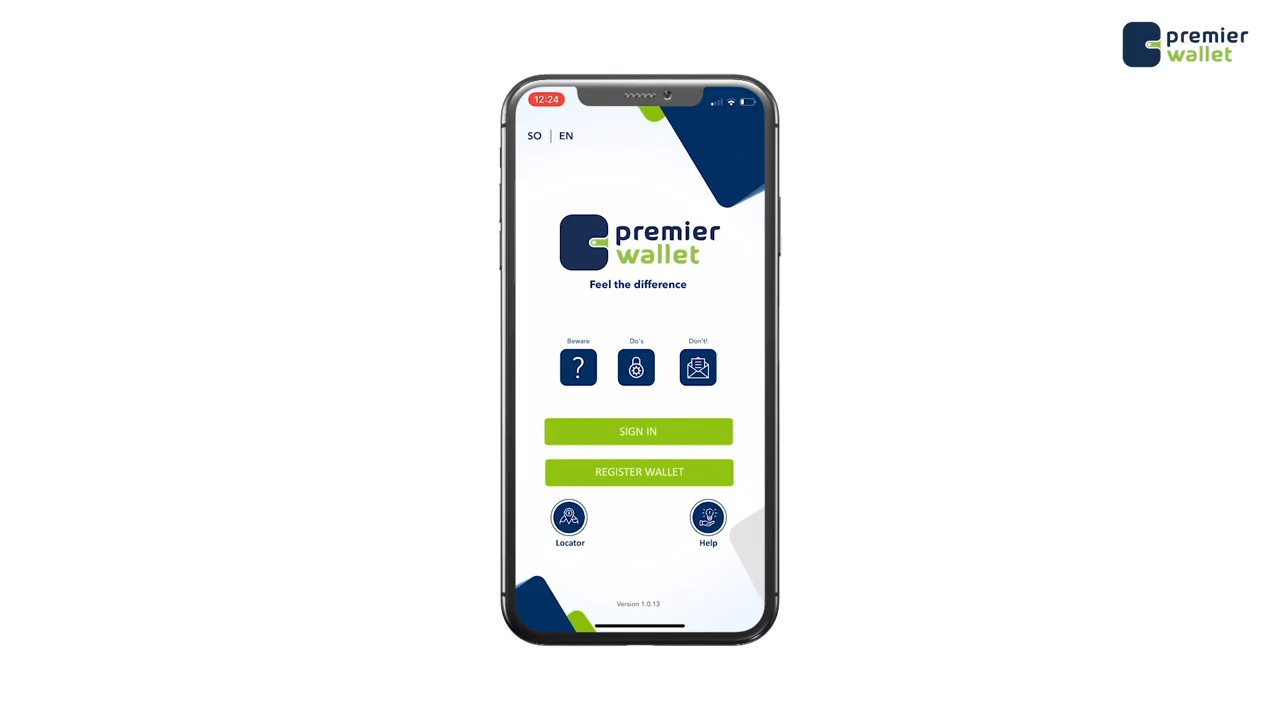 premier
wallet
12:24
SO | EN
premier
wallet
Feel the difference
Beware
Do's
Don't!
SIGN IN
REGISTER WALLET
Locator
Help
Version 1.0.13